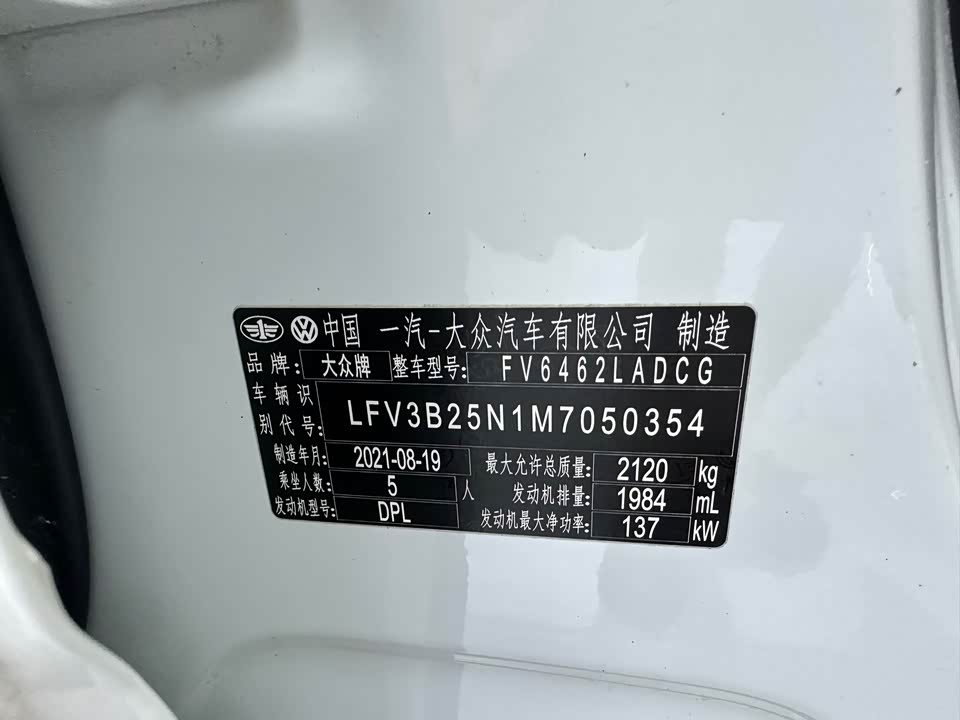 中国 一汽-大众汽车有限公司 制造
品牌: 大众牌 整车型号: FV6462LADCG
车辆识别代号: LFV3B25N1M7050354
制造年月: 2021-08-19 最大允许总质量: 2120 kg
乘坐人数: 5 人 发动机排量: 1984 mL
发动机型号: DPL 发动机最大净功率: 137 kW